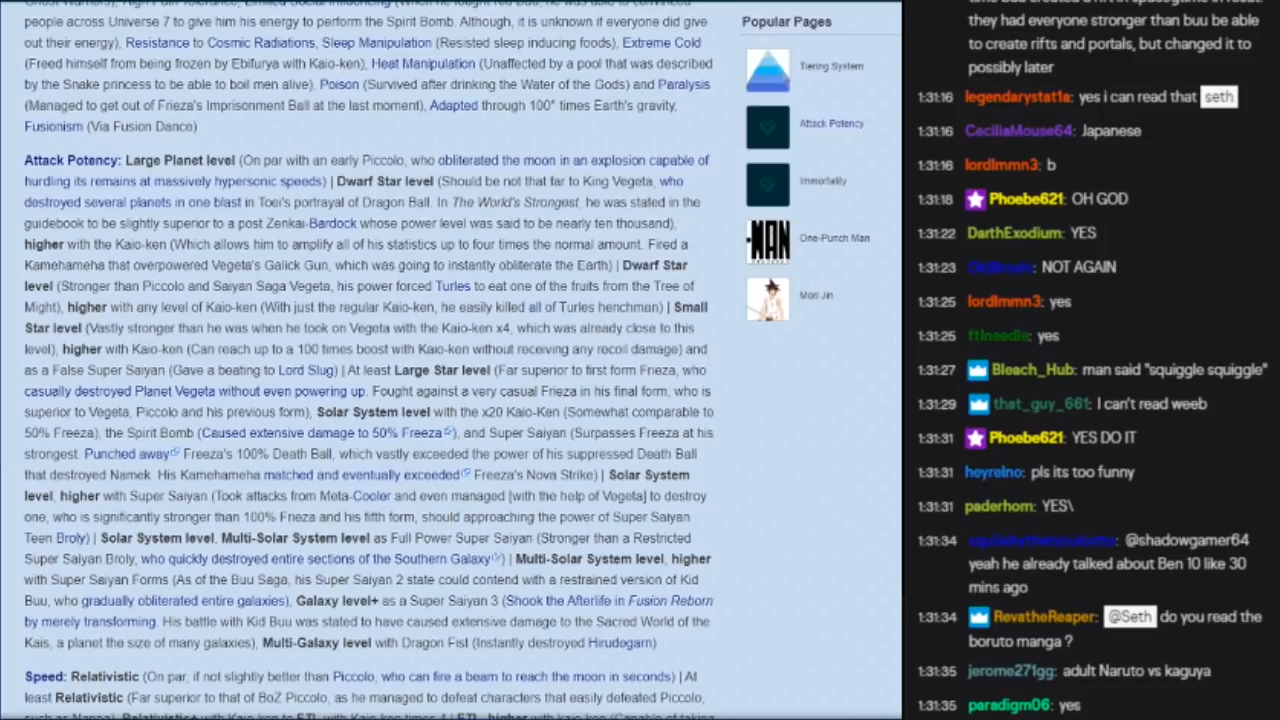 people across Universe 7 to give him his energy to perform the Spirit Bomb. Although, it is unknown if everyone did give
out their energy), Resistance to Cosmic Radiations, Sleep Manipulation (Resisted sleep inducing foods), Extreme Cold
(Freed himself from being frozen by Ebifurya with Kaio-ken), Heat Manipulation (Unaffected by a pool that was described
by the Snake princess to be able to boil men alive), Poison (Survived after drinking the Water of the Gods) and Paralysis
(Managed to get out of Frieza's Imprisonment Ball at the last moment), Adapted through 100* times Earth's gravity,
Fusionism (Via Fusion Dance)
Attack Potency: Large Planet level (On par with an early Piccolo, who obliterated the moon in an explosion capable of
hurdling its remains at massively hypersonic speeds) | Dwarf Star level (Should be not that far to King Vegeta, who
destroyed several planets in one blast in Toei's portrayal Of Dragon Ball. In The World's Strongest, he was stated in the
guidebook to be slightly superior to a post Zenkai-Bardock whose power level was said to be nearly ten thousand),
higher with the Kaio-ken (Which allows him to amplify all of his statistics up to four times the normal amount. Fired a
Kamehameha that overpowered Vegeta's Galick Gun, which was going to instantly obliterate the Earth) | Dwarf Star
level (Stronger than Piccolo and Saiyan Saga Vegeta, his power forced Turles to eat one of the fruits from the Tree of
Might), higher with any level of Kaio-ken (With just the regular Kaio-ken, he easily killed all of Turles henchman) | Small
Star level (Vastly stronger than he was when he took on Vegeta with the Kaio-ken x4, which was already close to this
level), higher with Kaio-ken (Can reach up to a 100 times boost with Kaio-ken without receiving any recoil damage) and
as a False Super Saiyan (Gave a beating to Lord Slug) | At least Large Star level (Far superior to first form Frieza, who
casually destroyed Planet Vegeta without even powering up. Fought against a very casual Frieza in his final form, who is
superior to Vegeta, Piccolo and his previous form), Solar System level with the x20 Kaio-Ken (Somewhat comparable to
50% Freeza), the Spirit Bomb (Caused extensive damage to 50% Freeza), and Super Saiyan (Surpasses Freeza at his
strongest. Punched away Freeza's 100% Death Ball, which vastly exceeded the power of his suppressed Death Ball
that destroyed Namek. His Kamehameha matched and eventually exceeded Freeza's Nova Strike) | Solar System
level, higher with Super Saiyan (Took attacks from Meta-Cooler and even managed [with the help of Vegeta] to destroy
one, who is significantly stronger than 100% Frieza and his fifth form, should approaching the power of Super Saiyan
Teen Broly) | Solar System level, Multi-Solar System level as Full Power Super Saiyan (Stronger than a Restricted
Super Saiyan Broly, who quickly destroyed entire sections of the Southern Galaxy) | Multi-Solar System level, higher
with Super Saiyan Forms (As of the Buu Saga, his Super Saiyan 2 state could contend with a restrained version of Kid
Buu, who gradually obliterated entire galaxies), Galaxy level+ as a Super Saiyan 3 (Shook the Afterlife in Fusion Reborn
by merely transforming. His battle with Kid Buu was stated to have caused extensive damage to the Sacred World of the
Kais, a planet the size of many galaxies), Multi-Galaxy level with Dragon Fist (Instantly destroyed Hirudegarn)
Speed: Relativistic (On par, if not slightly better than Piccolo, who can fire a beam to reach the moon in seconds) | At
least Relativistic (Far superior to that of BoZ Piccolo, as he managed to defeat characters that easily defeated Piccolo,
Popular Pages
Tiering System
Attack Potency
Immortality
MAN
One-Punch Man
Mori Jin
they had everyone stronger than buu be able
to create rifts and portals, but changed it to
possibly later
1:31:16 legendarystat1a: yes i can read that seth
1:31:16 CeciliaMouse64: Japanese
1:31:16 lordlmmn3: b
1:31:18 Phoebe621: OH GOD
1:31:22 DarthExodium: YES
1:31:23 NOT AGAIN
1:31:25 lordlmmn3: yes
1:31:25 ftlneedle: yes
1:31:27 Bleach_Hub: man said "squiggle squiggle"
1:31:29 that_guy_661: I can't read weeb
1:31:31 Phoebe621: YES DO IT
1:31:31 heyreino: pls its too funny
1:31:31 paderhom: YES\
1:31:34 @shadowgamer64
yeah he already talked about Ben 10 like 30
mins ago
1:31:34 RevatheReaper: @Seth do you read the
boruto manga ?
1:31:35 jerome271gg: adult Naruto vs kaguya
1:31:35 paradigm06: yes